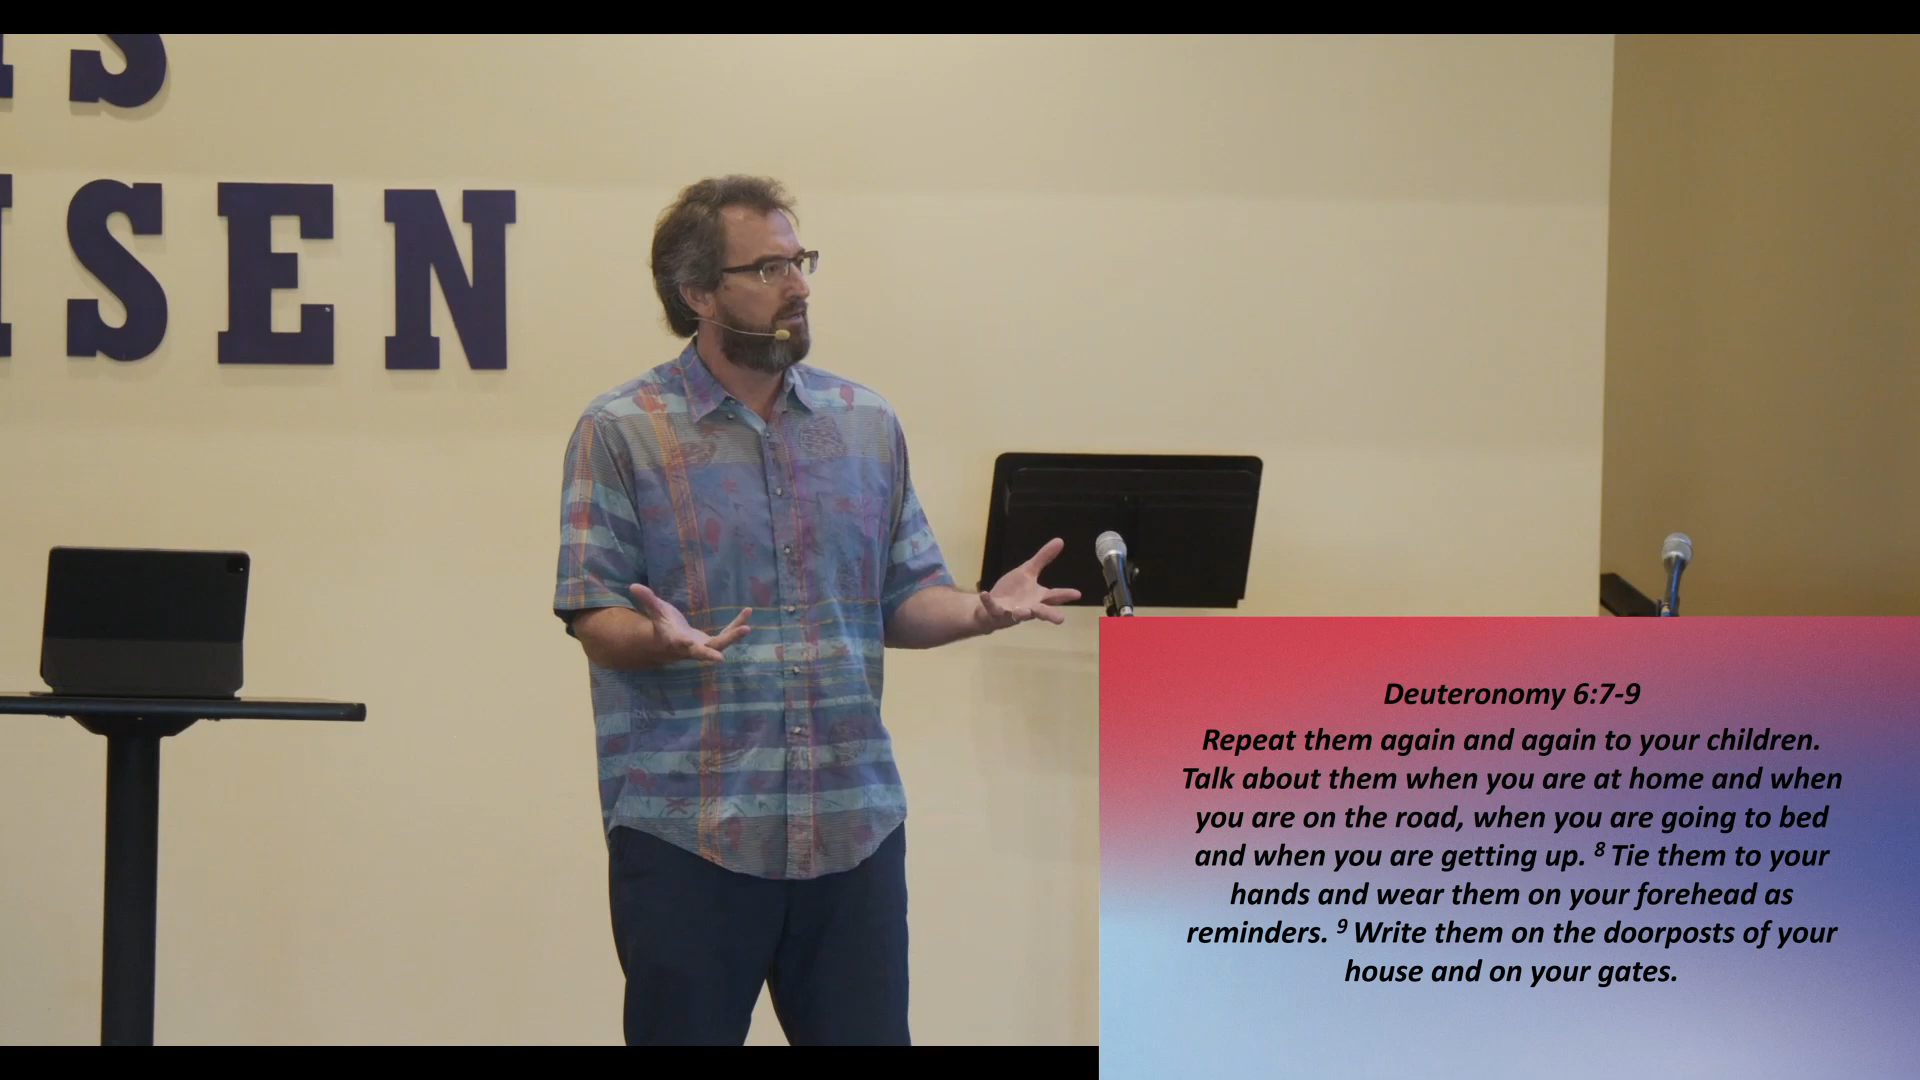 IS
ISEN
Deuteronomy 6:7-9
Repeat them again and again to your children.
Talk about them when you are at home and when
you are on the road, when you are going to bed
and when you are getting up. 8 Tie them to your
hands and wear them on your forehead as
reminders. 9 Write them on the doorposts of your
house and on your gates.